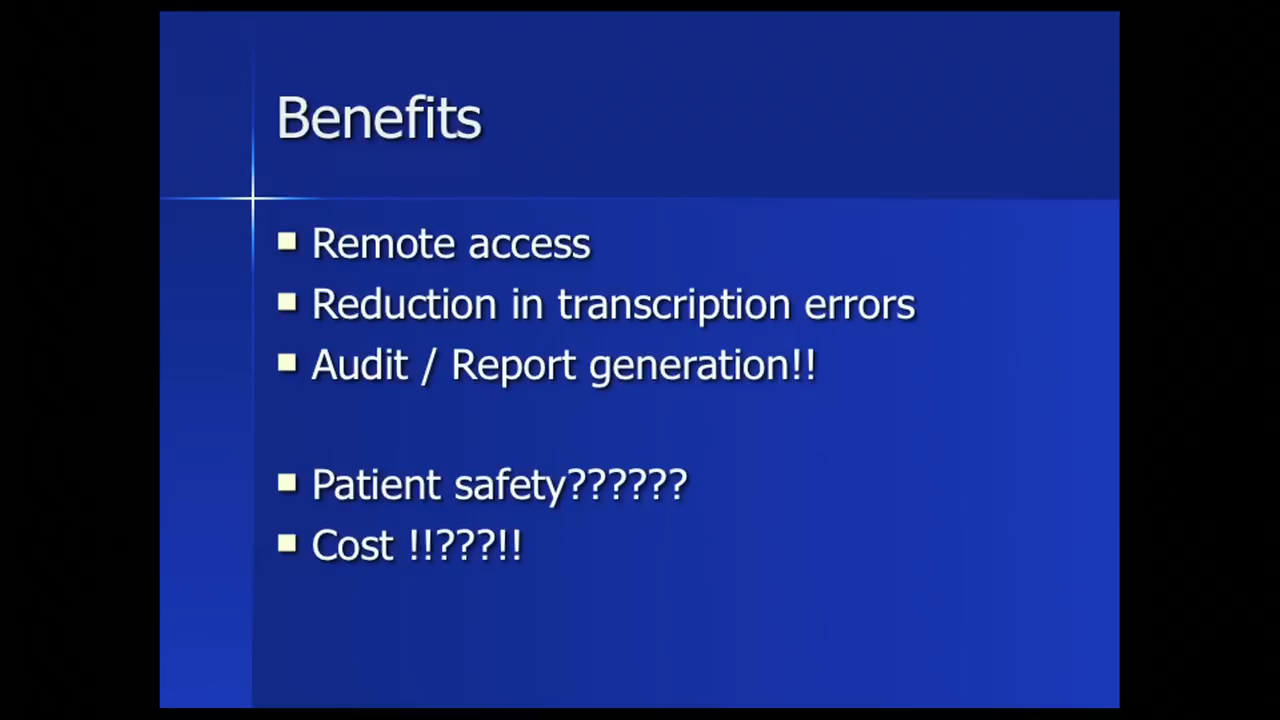 Benefits
Remote access
Reduction in transcription errors
Audit / Report generation!!
Patient safety??????
Cost !!???!!